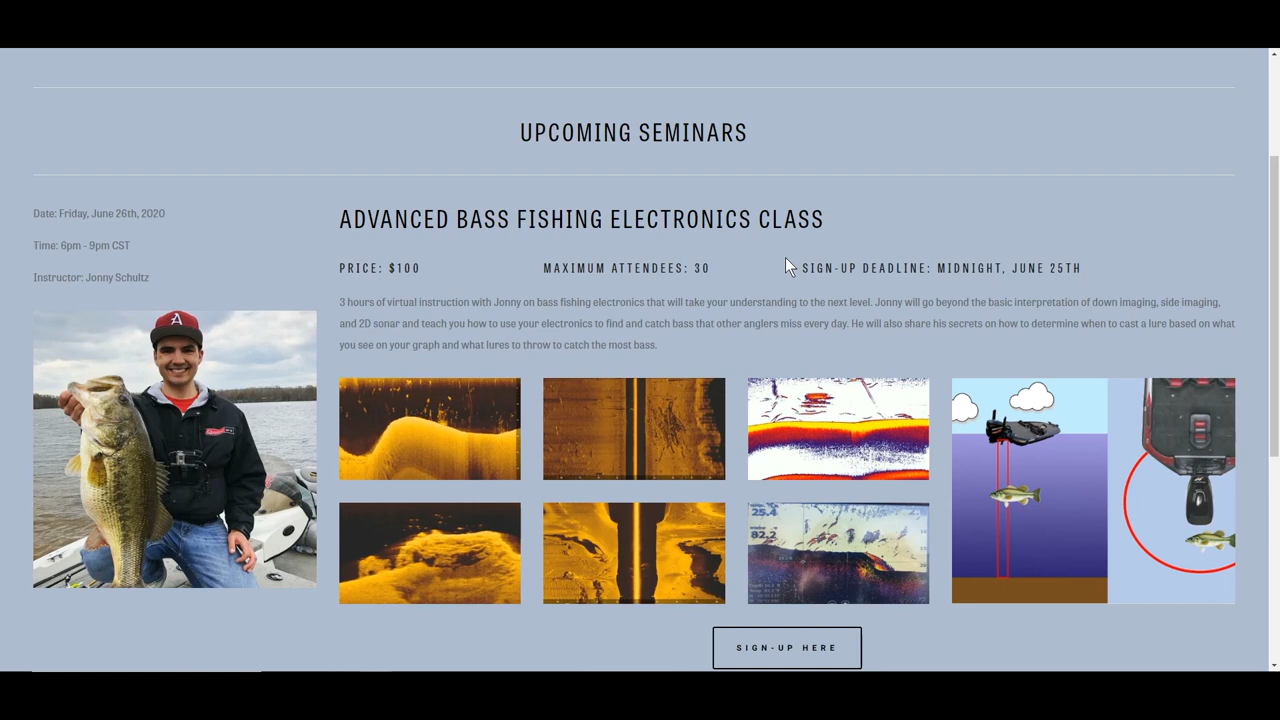 UPCOMING SEMINARS
Date: Friday, June 26th, 2020
Time: 6pm - 9pm CST
Instructor: Jonny Schultz
A
ADVANCED BASS FISHING ELECTRONICS CLASS
PRICE: $100
MAXIMUM ATTENDEES: 30
SIGN-UP DEADLINE: MIDNIGHT, JUNE 25TH
3 hours of virtual instruction with Jonny on bass fishing electronics that will take your understanding to the next level. Jonny will go beyond the basic interpretation of down imaging, side imaging,
and 2D sonar and teach you how to use your electronics to find and catch bass that other anglers miss every day. He will also share his secrets on how to determine when to cast a lure based on what
you see on your graph and what lures to throw to catch the most bass.
25.4
82.2
SIGN-UP HERE